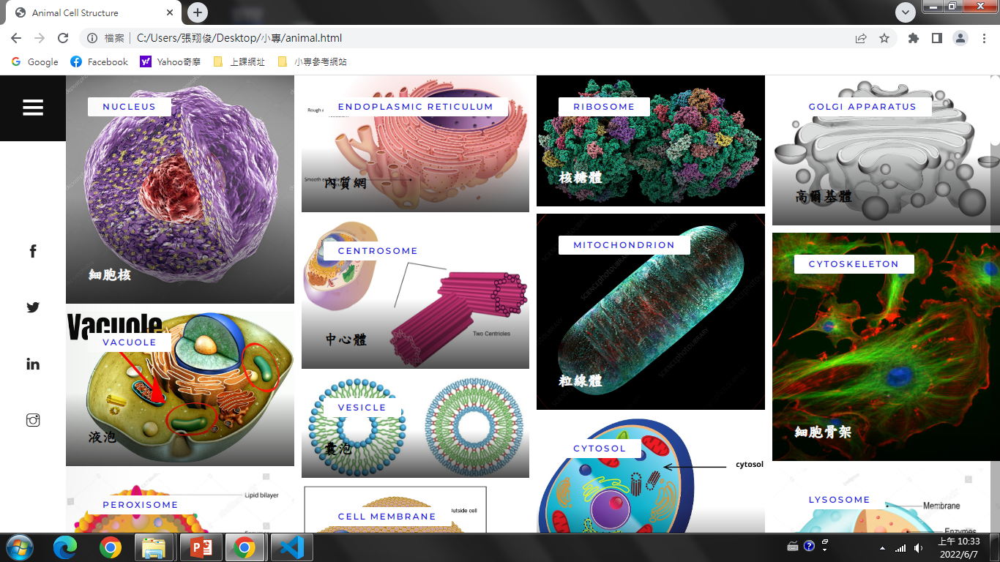 Animal Cell Structure
檔案 C:/Users/張翔俊/Desktop/小專/animal.html
Google Facebook Yahoo奇摩 上課網址 小專參考網站
NUCLEUS
細胞核
ENDOPLASMIC RETICULUM
Rough
Smooth
內質網
RIBOSOME
核糖體
GOLGI APPARATUS
高爾基體
CENTROSOME
Two Centrioles
中心體
MITOCHONDRION
SCIENCEPHOTOLIBRARY
粒線體
CYTOSKELETON
細胞骨架
Vacuole
VACUOLE
液泡
VESICLE
囊泡
CYTOSOL
cytosol
PEROXISOME
Lipid bilayer
CELL MEMBRANE
utside cell
LYSOSOME
Membrane
Enzymes
上午 10:33
2022/6/7